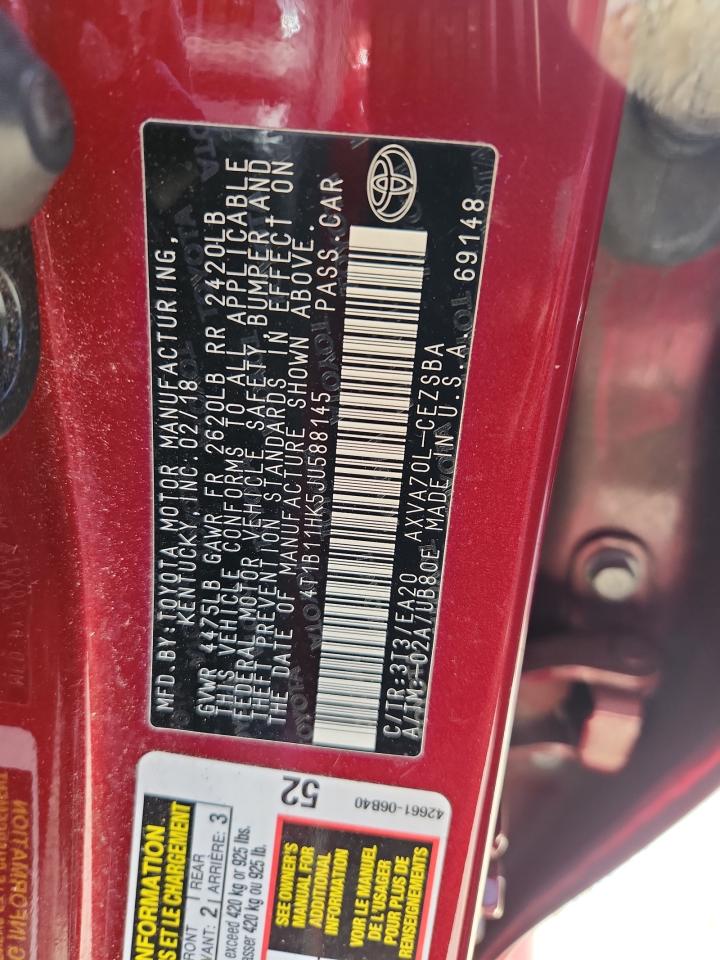 MFD.BY:TOYOTA MOTOR MANUFACTURING,
KENTUCKY, INC. 02/18
GVWR 4475LB GAWR FR 2620LB RR 2420LB
THIS VEHICLE CONFORMS TO ALL APPLICABLE
FEDERAL MOTOR VEHICLE SAFETY BUMPER AND
THEFT PREVENTION STANDARDS IN EFFECT ON
THE DATE OF MANUFACTURE SHOWN ABOVE.
4T1B11HK5JU588145 PASS.CAR
C/TR:3T3/EA20 AXVA70L-CEZSBA
A/TM:-02A/UB80E MADE IN U.S.A. 69148
52
42661-06B40
INFORMATION
S ET LE CHARGEMENT
FRONT 2 REAR 3
VANT: ARRIÈRE:
exceed 420 kg or 925 lbs.
asser 420 kg ou 925 lb.
SEE OWNER'S
MANUAL FOR
ADDITIONAL
INFORMATION
VOIR LE MANUEL
DE L'USAGER
POUR PLUS DE
RENSEIGNEMENTS